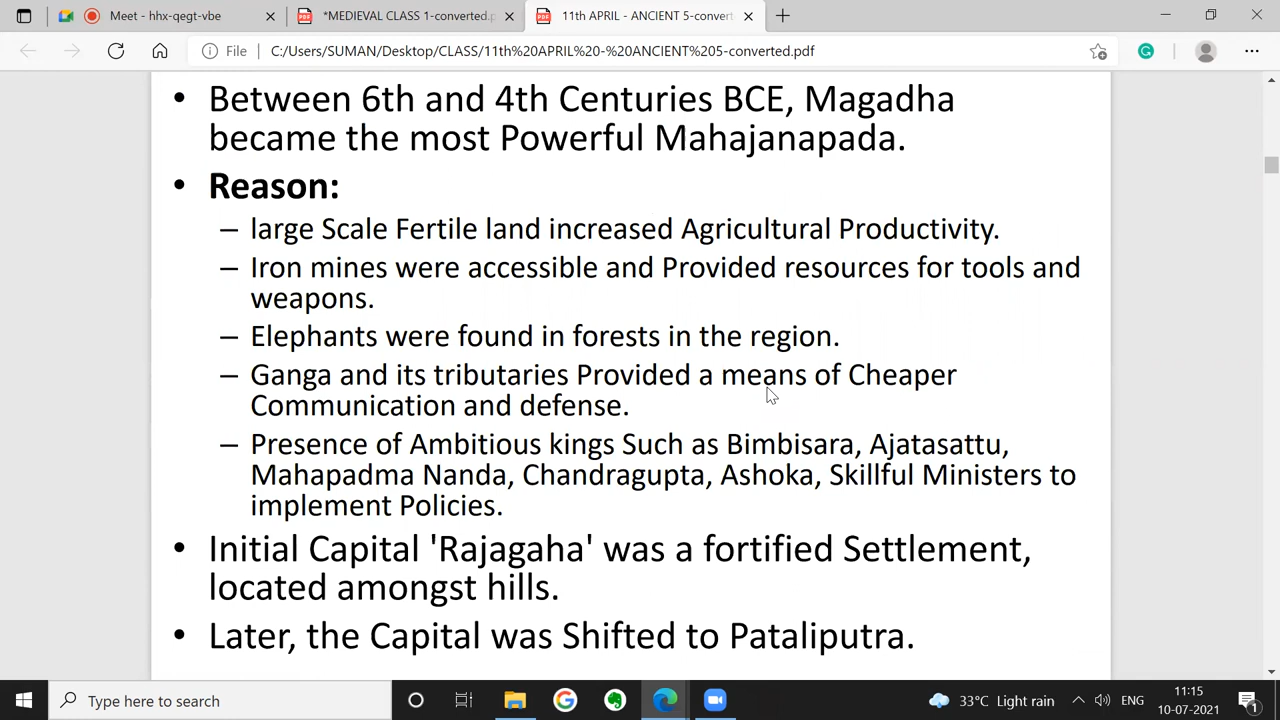 Meet - hhx-qegt-vbe
*MEDIEVAL CLASS 1-converted.p
11th APRIL - ANCIENT 5-convert
File
C:/Users/SUMAN/Desktop/CLASS/11th%20APRIL%20-%20ANCIENT%205-converted.pdf
• Between 6th and 4th Centuries BCE, Magadha
became the most Powerful Mahajanapada.
• Reason:
– large Scale Fertile land increased Agricultural Productivity.
– Iron mines were accessible and Provided resources for tools and
weapons.
– Elephants were found in forests in the region.
– Ganga and its tributaries Provided a means of Cheaper
Communication and defense.
– Presence of Ambitious kings Such as Bimbisara, Ajatasattu,
Mahapadma Nanda, Chandragupta, Ashoka, Skillful Ministers to
implement Policies.
• Initial Capital 'Rajagaha' was a fortified Settlement,
located amongst hills.
• Later, the Capital was Shifted to Pataliputra.
Type here to search
33°C Light rain
ENG
11:15
10-07-2021
1